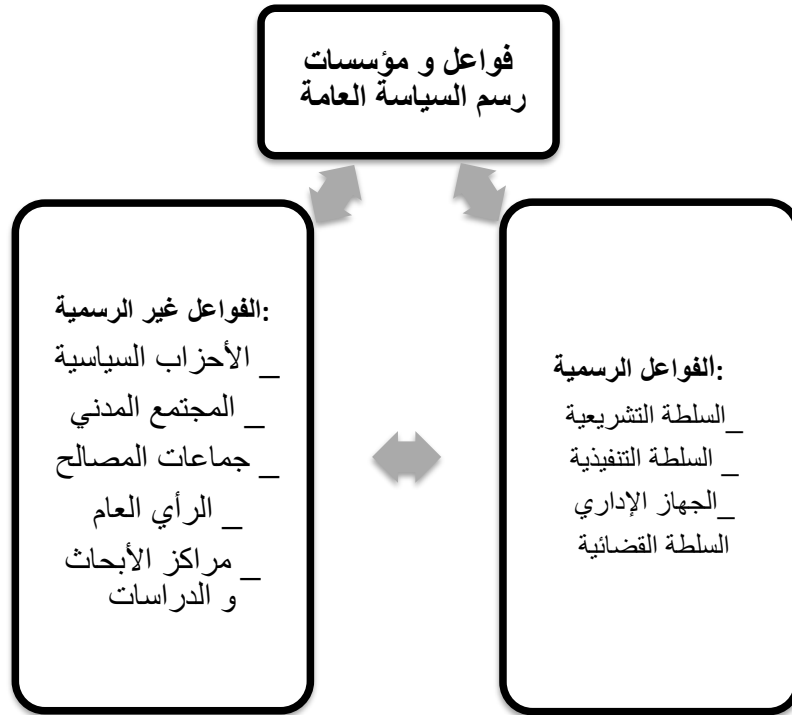 فواعل و مؤسسات
رسم السياسة العامة
الفواعل الرسمية:
_السلطة التشريعية
_ السلطة التنفيذية
_الجهاز الإداري
السلطة القضائية
الفواعل غير الرسمية:
_ الأحزاب السياسية
_ المجتمع المدني
_ جماعات المصالح
_ الرأي العام
_ مراكز الأبحاث
و الدراسات